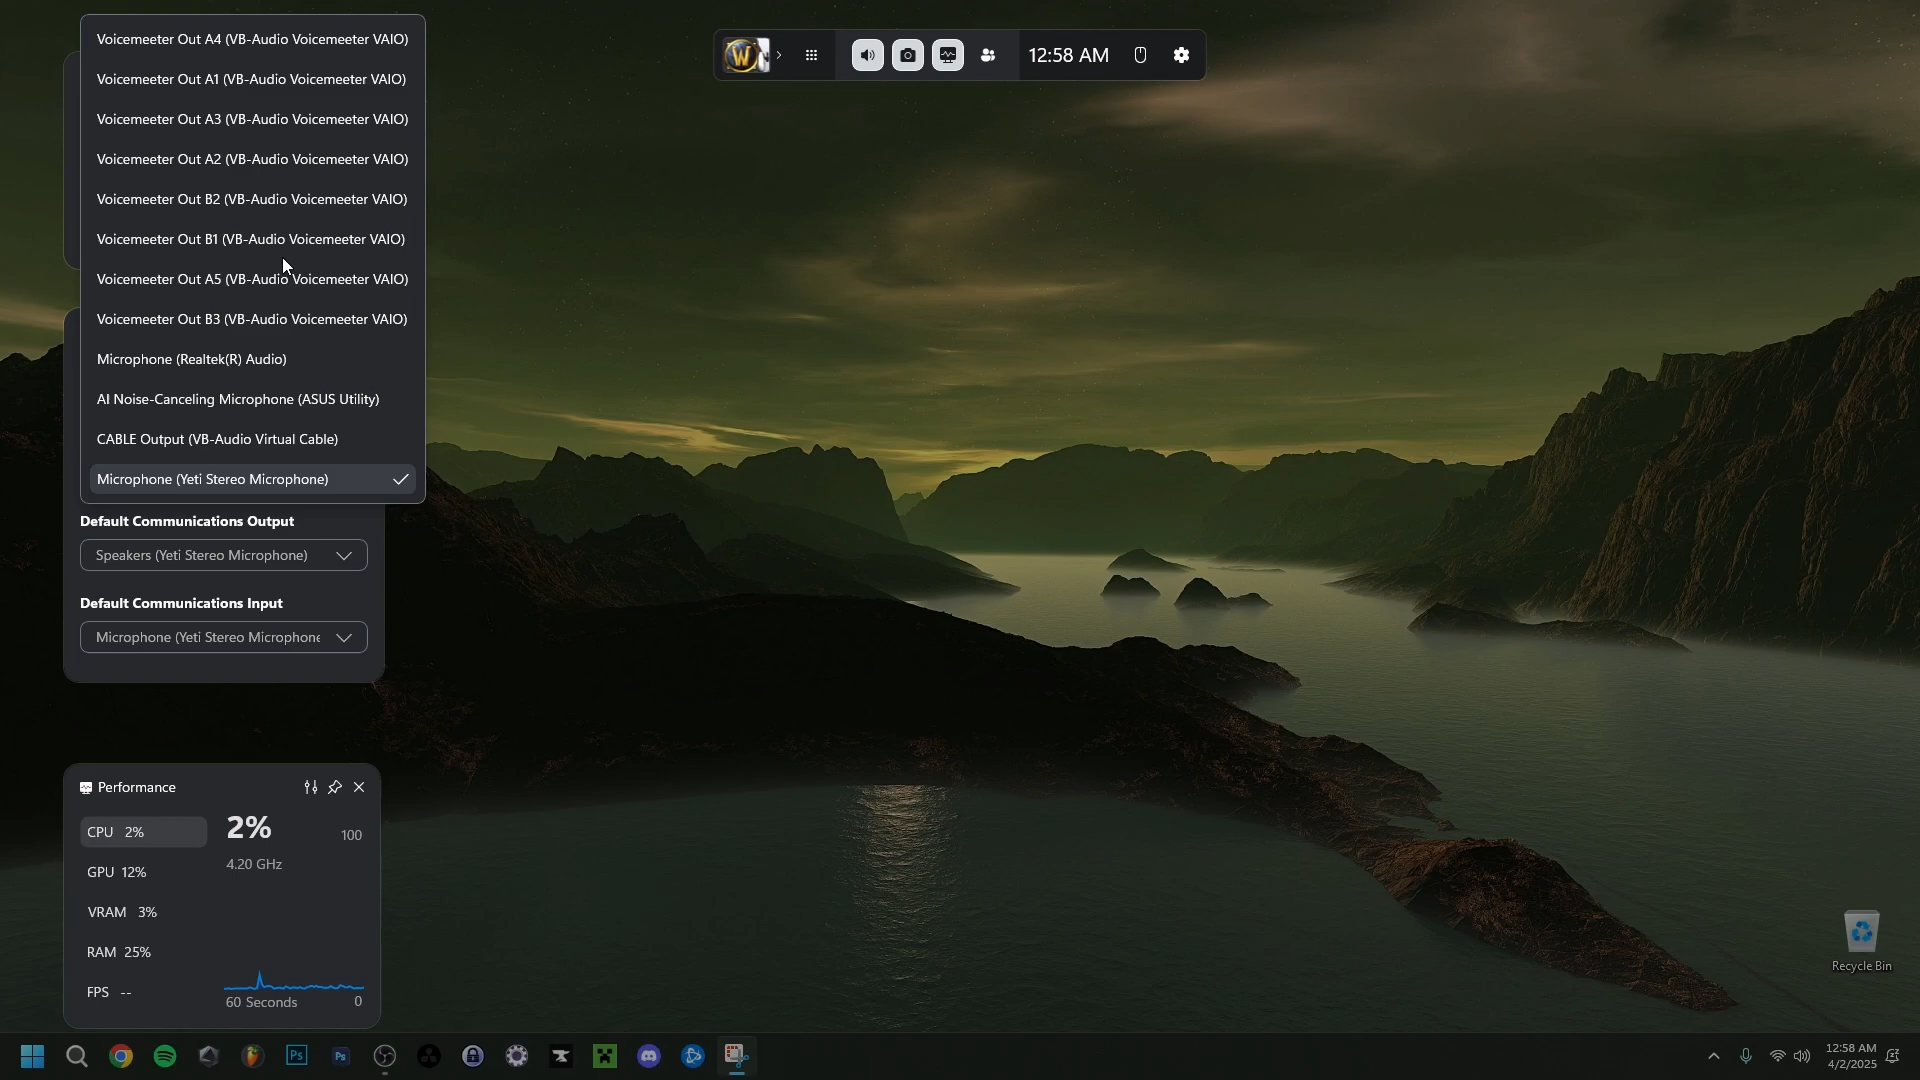 Voicemeeter Out A4 (VB-Audio Voicemeeter VAIO)
Voicemeeter Out A1 (VB-Audio Voicemeeter VAIO)
Voicemeeter Out A3 (VB-Audio Voicemeeter VAIO)
Voicemeeter Out A2 (VB-Audio Voicemeeter VAIO)
Voicemeeter Out B2 (VB-Audio Voicemeeter VAIO)
Voicemeeter Out B1 (VB-Audio Voicemeeter VAIO)
Voicemeeter Out A5 (VB-Audio Voicemeeter VAIO)
Voicemeeter Out B3 (VB-Audio Voicemeeter VAIO)
Microphone (Realtek(R) Audio)
AI Noise-Canceling Microphone (ASUS Utility)
CABLE Output (VB-Audio Virtual Cable)
Microphone (Yeti Stereo Microphone)
Default Communications Output
Speakers (Yeti Stereo Microphone)
Default Communications Input
Microphone (Yeti Stereo Microphone
W
12:58 AM
Performance
CPU 2%
GPU 12%
VRAM 3%
RAM 25%
FPS --
2%
100
4.20 GHz
60 Seconds
0
Recycle Bin
Ps
Ps
12:58 AM
4/2/2025